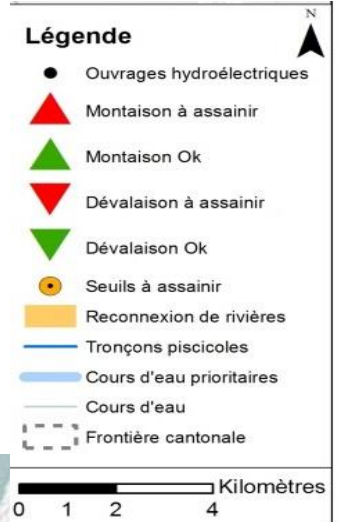 N
Légende
Ouvrages hydroélectriques
Montaison à assainir
Montaison Ok
Dévalaison à assainir
Dévalaison Ok
Seuils à assainir
Reconnexion de rivières
Tronçons piscicoles
Cours d'eau prioritaires
Cours d'eau
Frontière cantonale
Kilomètres
0 1 2 4